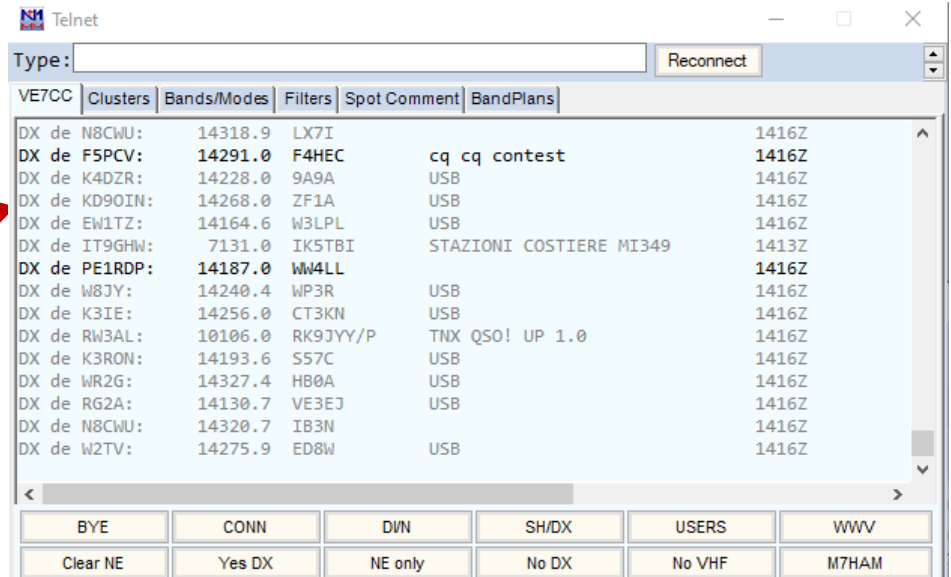 NM
MM Telnet
Type: Reconnect
VE7CC Clusters Bands/Modes Filters Spot Comment BandPlans
DX de N8CWU: 14318.9 LX7I 1416Z
DX de F5PCV: 14291.0 F4HEC cq cq contest 1416Z
DX de K4DZR: 14228.0 9A9A USB 1416Z
DX de KD9OIN: 14268.0 ZF1A USB 1416Z
DX de EW1TZ: 14164.6 W3LPL USB 1416Z
DX de IT9GHW: 7131.0 IK5TBI STAZIONI COSTIERE MI349 1413Z
DX de PE1RDP: 14187.0 WW4LL 1416Z
DX de W8JY: 14240.4 WP3R USB 1416Z
DX de K3IE: 14256.0 CT3KN USB 1416Z
DX de RW3AL: 10106.0 RK9JYY/P TNX QSO! UP 1.0 1416Z
DX de K3RON: 14193.6 S57C USB 1416Z
DX de WR2G: 14327.4 HB0A USB 1416Z
DX de RG2A: 14130.7 VE3EJ USB 1416Z
DX de N8CWU: 14320.7 IB3N 1416Z
DX de W2TV: 14275.9 ED8W USB 1416Z
BYE CONN DI/N SH/DX USERS WWV
Clear NE Yes DX NE only No DX No VHF M7HAM